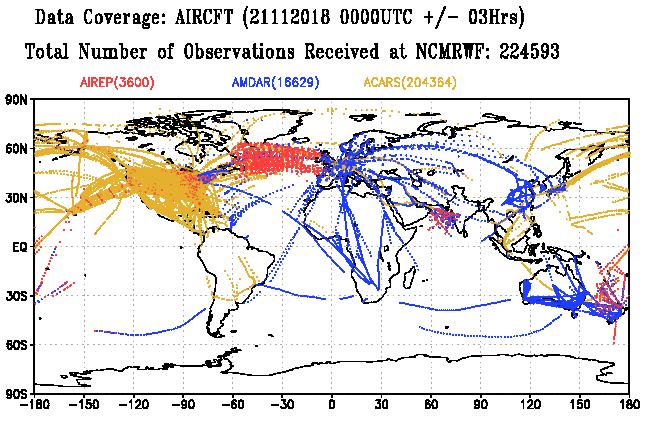 Data Coverage: AIRCFT (21112018 0000UTC +/- 03Hrs)
Total Number of Observations Received at NCMRWF: 224593
AIREP(3600) AMDAR(16629) ACARS(204364)
90N
60N
30N
EQ
30S
60S
90S
-180 -150 -120 -90 -60 -30 0 30 60 90 120 150 180